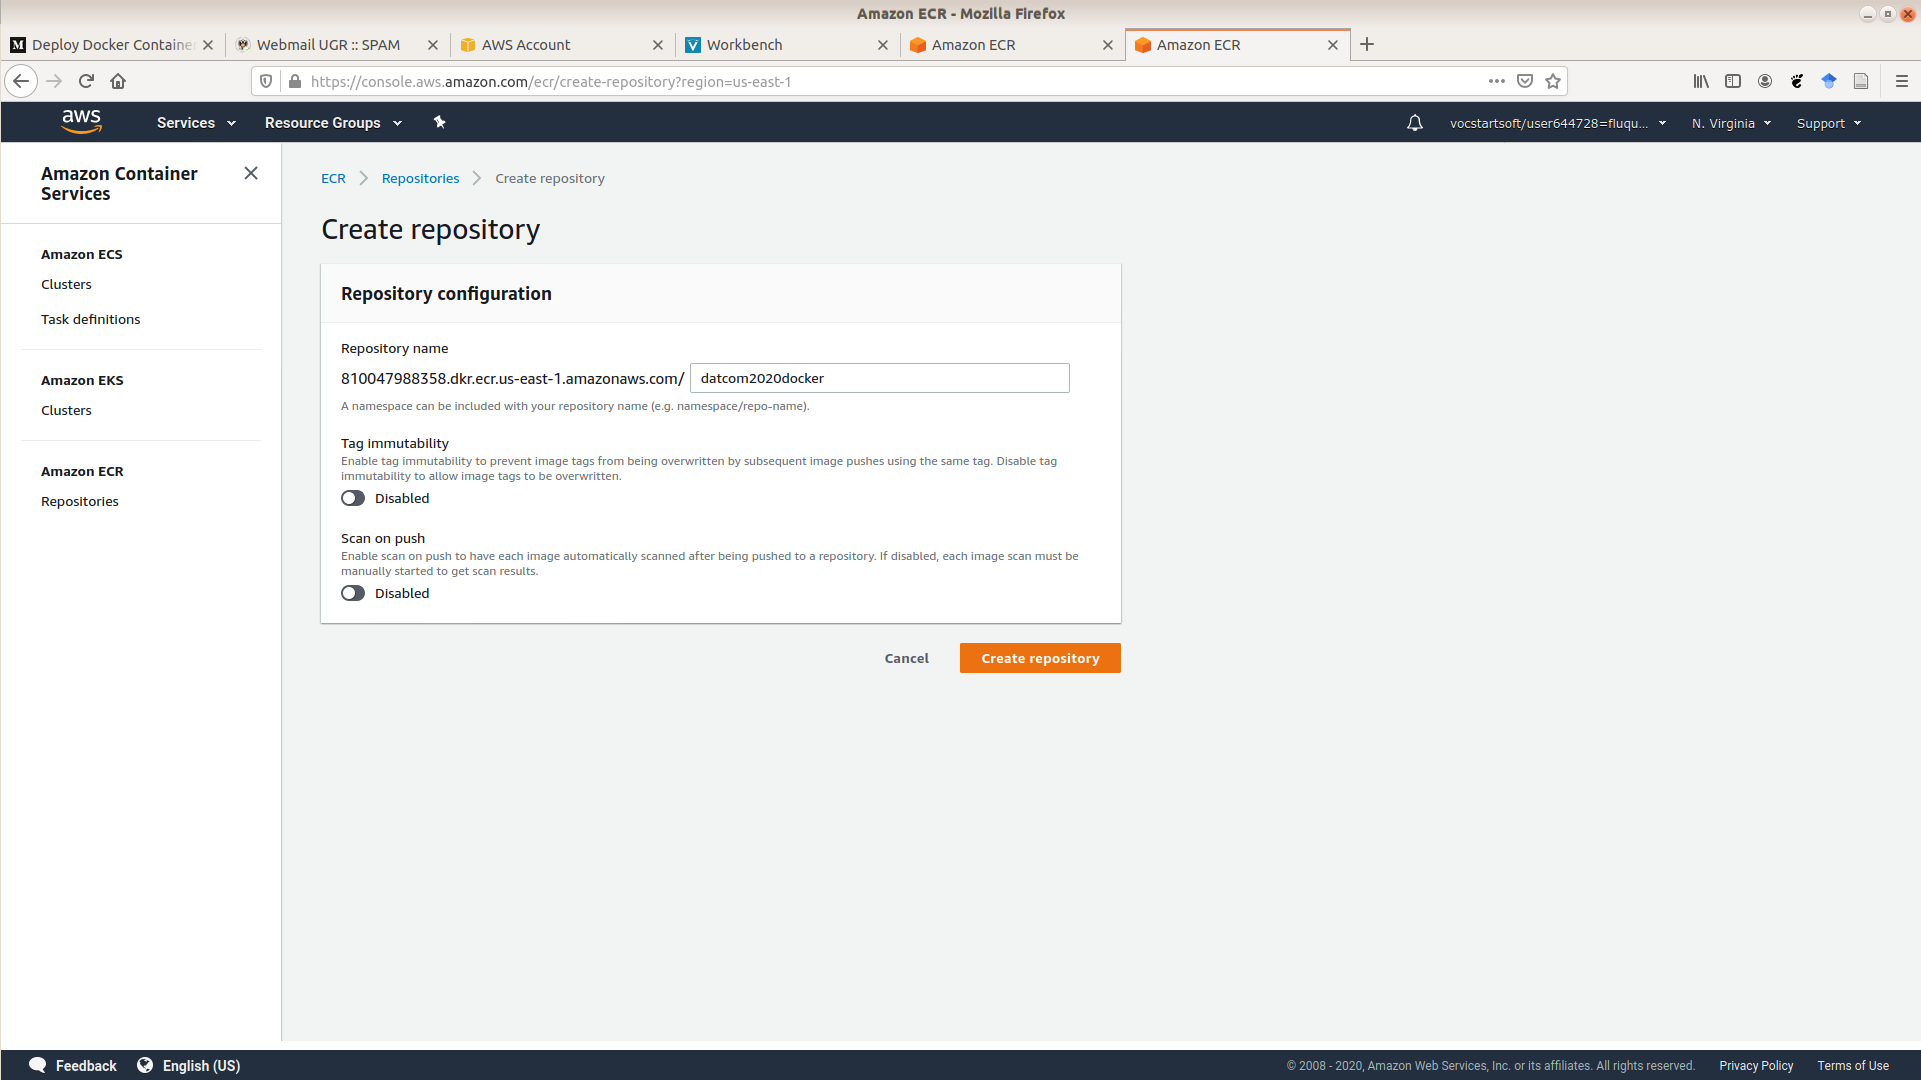 Amazon ECR - Mozilla Firefox
M Deploy Docker Containe
Webmail UGR :: SPAM
AWS Account
Workbench
Amazon ECR
Amazon ECR
https://console.aws.amazon.com/ecr/create-repository?region=us-east-1
aws
Services
Resource Groups
vocstartsoft/user644728=fluqu...
N. Virginia
Support
Amazon Container
Services
Amazon ECS
Clusters
Task definitions
Amazon EKS
Clusters
Amazon ECR
Repositories
ECR
Repositories
Create repository
Create repository
Repository configuration
Repository name
810047988358.dkr.ecr.us-east-1.amazonaws.com/ datcom2020docker
A namespace can be included with your repository name (e.g. namespace/repo-name).
Tag immutability
Enable tag immutability to prevent image tags from being overwritten by subsequent image pushes using the same tag. Disable tag
immutability to allow image tags to be overwritten.
Disabled
Scan on push
Enable scan on push to have each image automatically scanned after being pushed to a repository. If disabled, each image scan must be
manually started to get scan results.
Disabled
Cancel
Create repository
Feedback
English (US)
© 2008 - 2020, Amazon Web Services, Inc. or its affiliates. All rights reserved.
Privacy Policy
Terms of Use